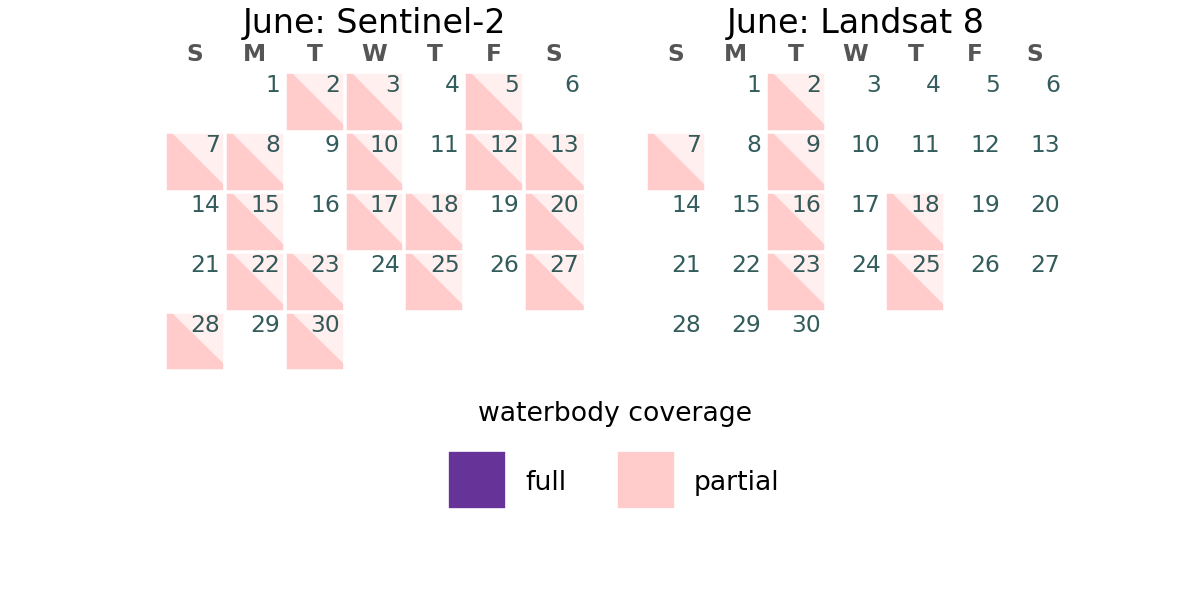 June: Sentinel-2
S M T W T F S
1 2 3 4 5 6
7 8 9 10 11 12 13
14 15 16 17 18 19 20
21 22 23 24 25 26 27
28 29 30
June: Landsat 8
S M T W T F S
1 2 3 4 5 6
7 8 9 10 11 12 13
14 15 16 17 18 19 20
21 22 23 24 25 26 27
28 29 30
waterbody coverage
full partial